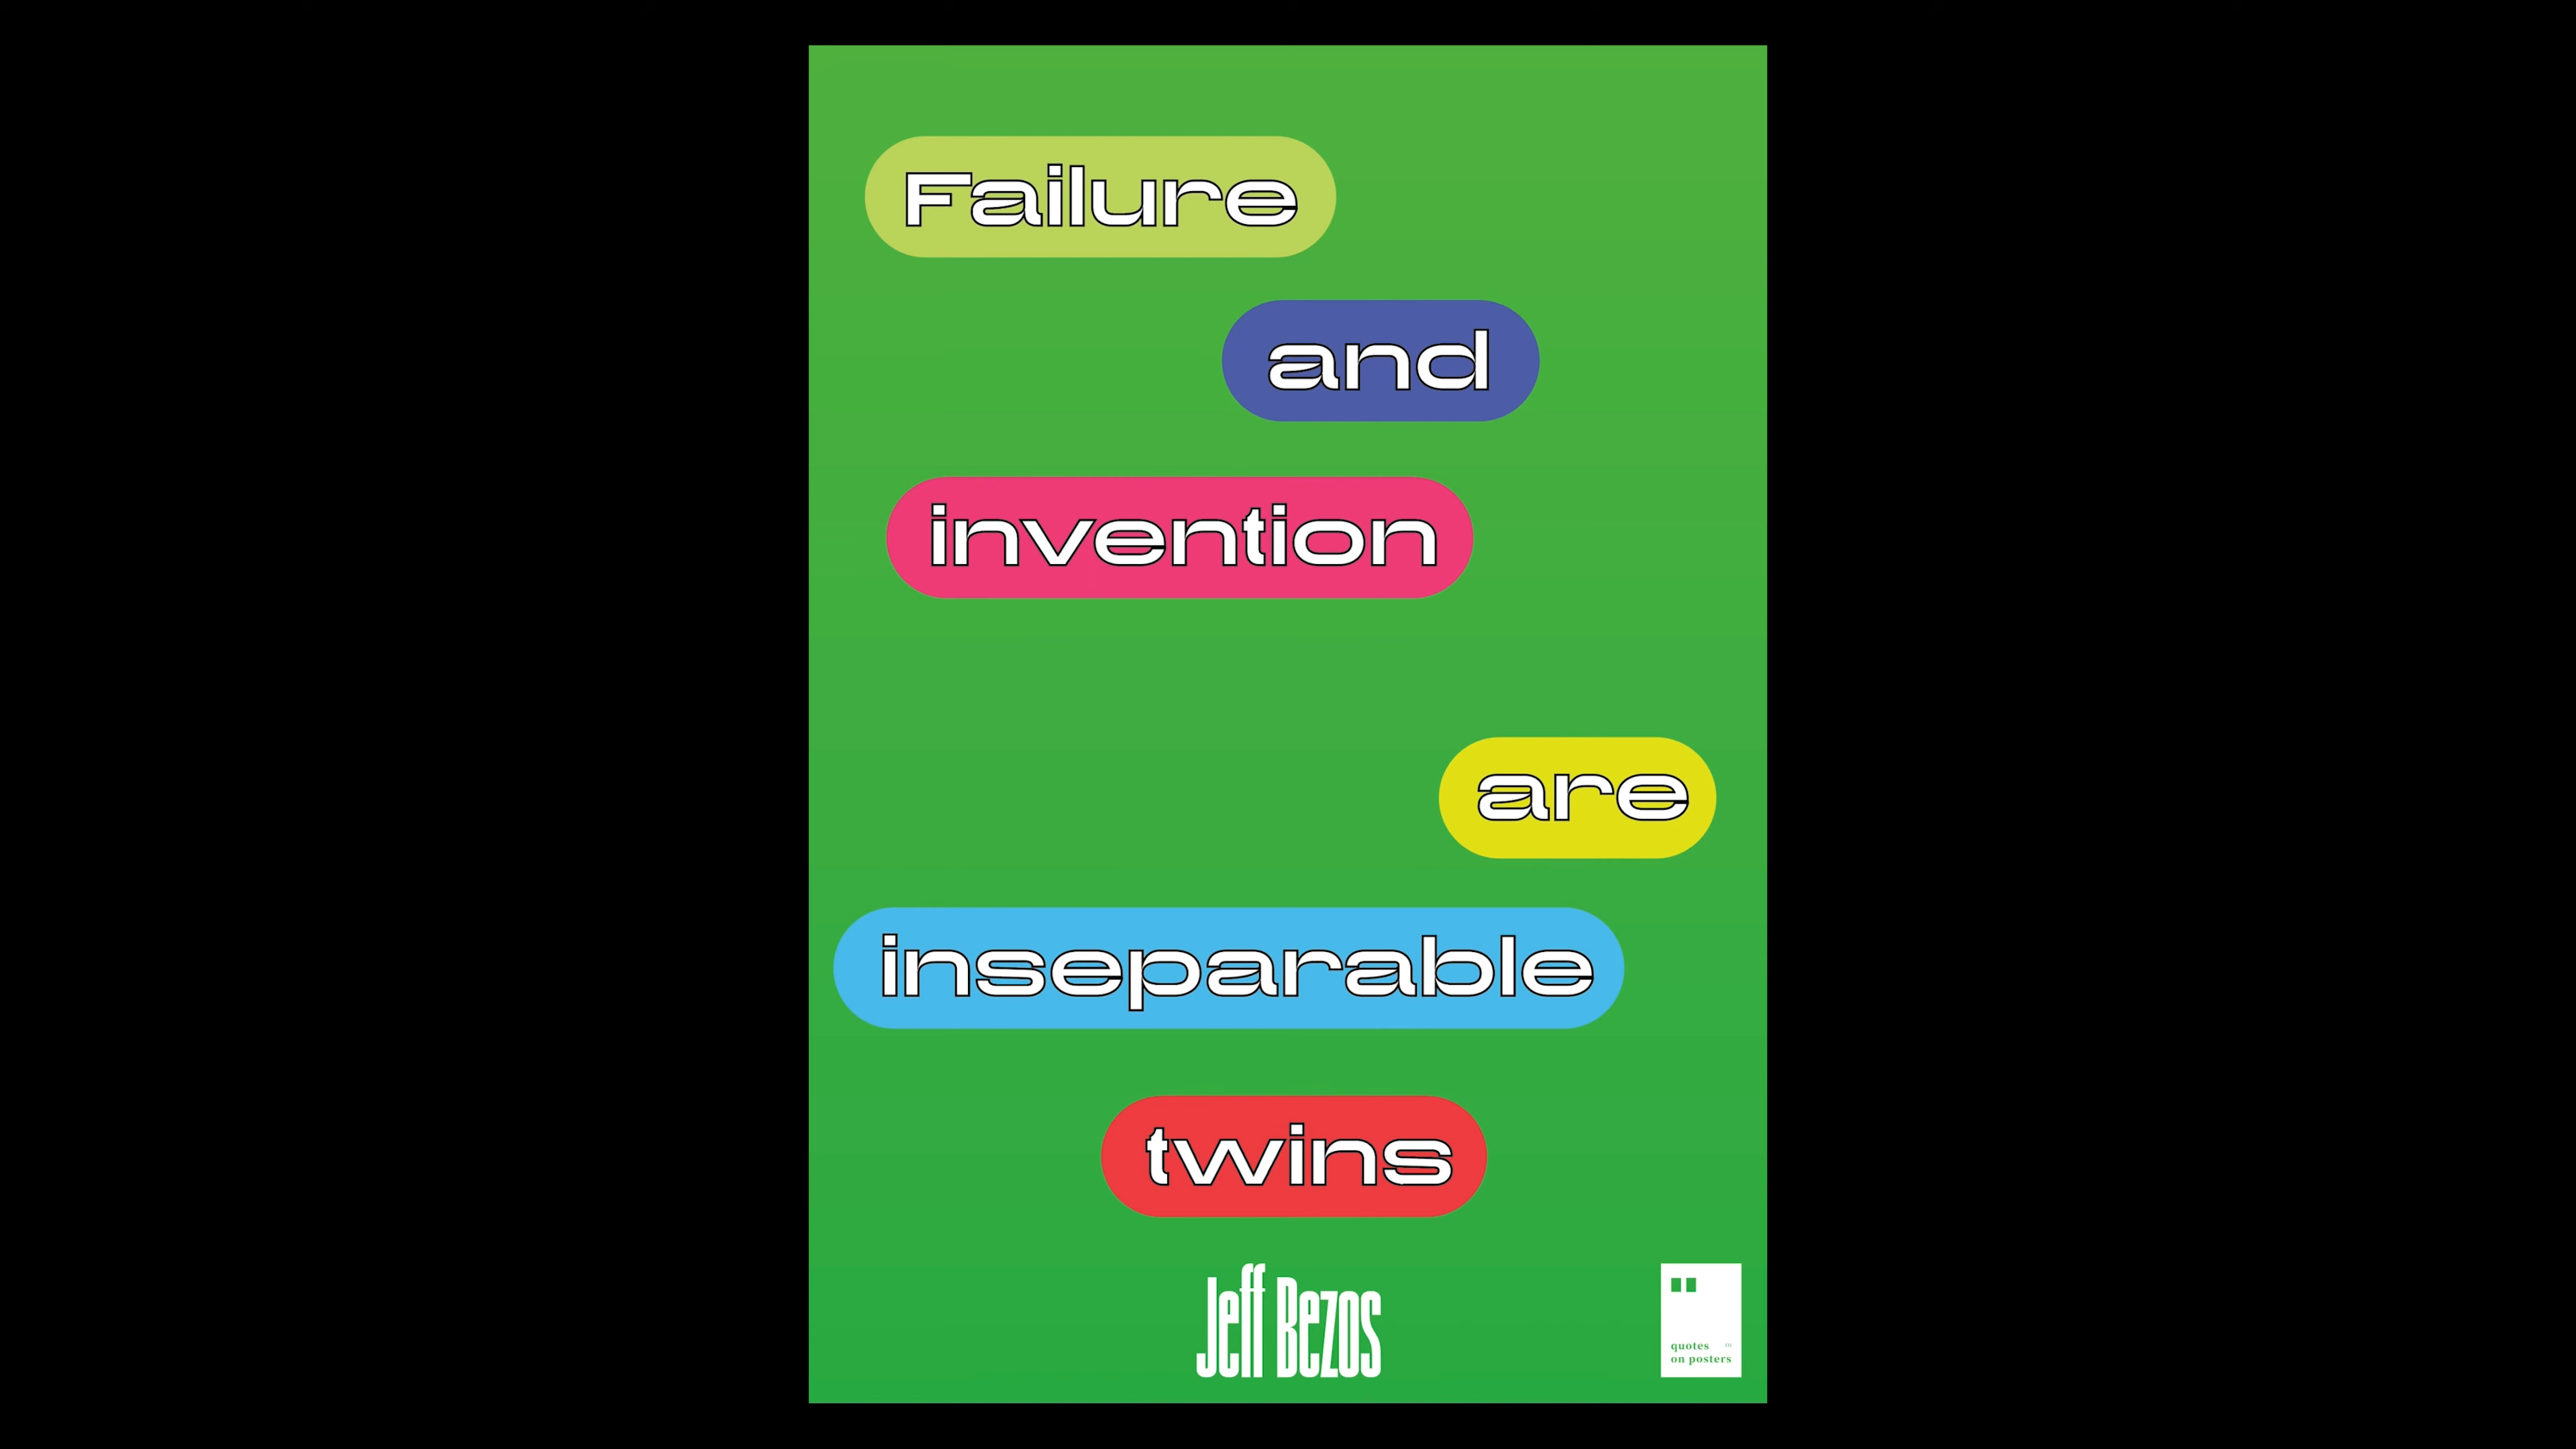 Failure
and
invention
are
inseparable
twins
Jeff Bezos
quotes
on posters